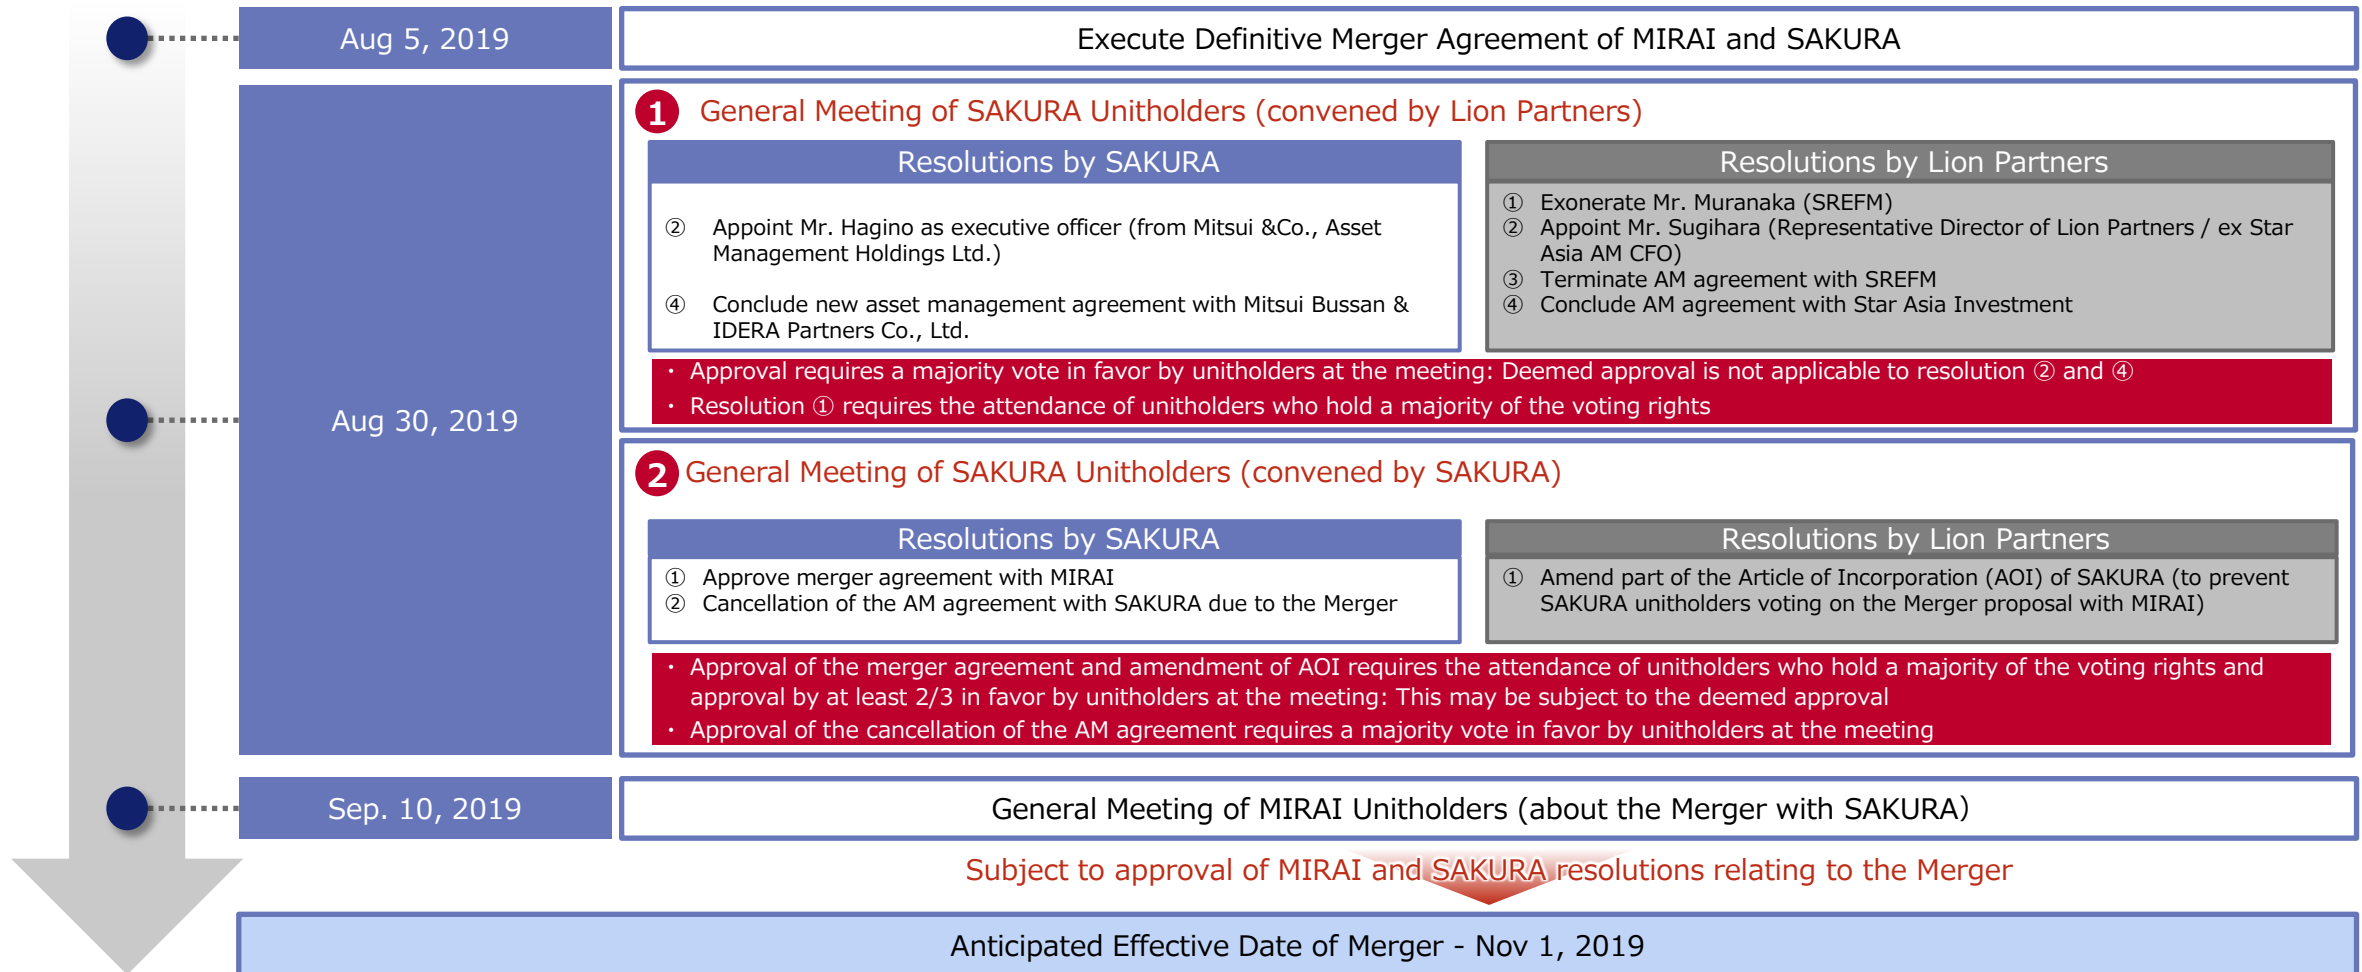 Aug 5, 2019
Execute Definitive Merger Agreement of MIRAI and SAKURA
Aug 30, 2019
1 General Meeting of SAKURA Unitholders (convened by Lion Partners)
Resolutions by SAKURA
② Appoint Mr. Hagino as executive officer (from Mitsui &Co., Asset
Management Holdings Ltd.)
④ Conclude new asset management agreement with Mitsui Bussan &
IDERA Partners Co., Ltd.
Resolutions by Lion Partners
① Exonerate Mr. Muranaka (SREFM)
② Appoint Mr. Sugihara (Representative Director of Lion Partners / ex Star
Asia AM CFO)
③ Terminate AM agreement with SREFM
④ Conclude AM agreement with Star Asia Investment
・ Approval requires a majority vote in favor by unitholders at the meeting: Deemed approval is not applicable to resolution ② and ④
・ Resolution ① requires the attendance of unitholders who hold a majority of the voting rights
2 General Meeting of SAKURA Unitholders (convened by SAKURA)
Resolutions by SAKURA
① Approve merger agreement with MIRAI
② Cancellation of the AM agreement with SAKURA due to the Merger
Resolutions by Lion Partners
① Amend part of the Article of Incorporation (AOI) of SAKURA (to prevent
SAKURA unitholders voting on the Merger proposal with MIRAI)
・ Approval of the merger agreement and amendment of AOI requires the attendance of unitholders who hold a majority of the voting rights and
approval by at least 2/3 in favor by unitholders at the meeting: This may be subject to the deemed approval
・ Approval of the cancellation of the AM agreement requires a majority vote in favor by unitholders at the meeting
Sep. 10, 2019
General Meeting of MIRAI Unitholders (about the Merger with SAKURA)
Subject to approval of MIRAI and SAKURA resolutions relating to the Merger
Anticipated Effective Date of Merger - Nov 1, 2019